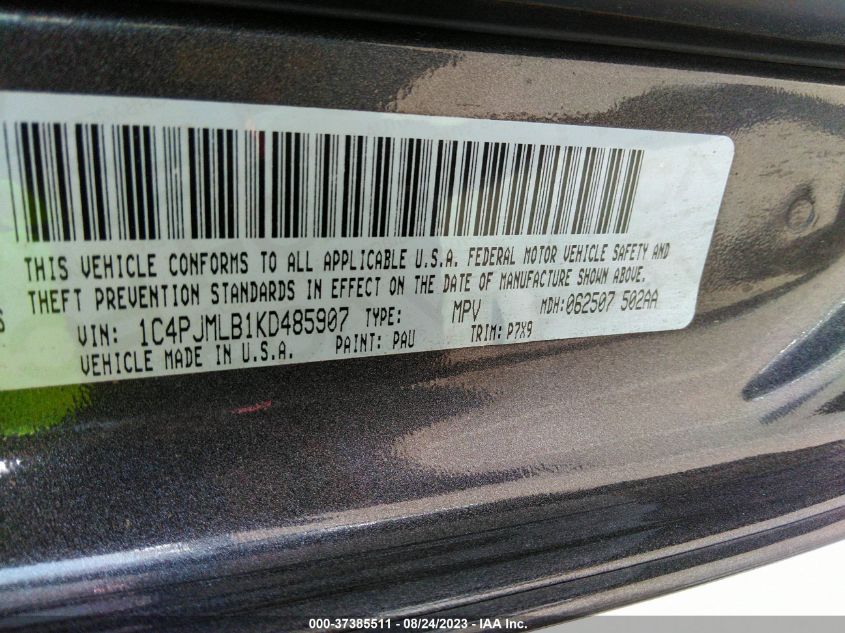 THIS VEHICLE CONFORMS TO ALL APPLICABLE U.S.A. FEDERAL MOTOR VEHICLE SAFETY AND
THEFT PREVENTION STANDARDS IN EFFECT ON THE DATE OF MANUFACTURE SHOWN ABOVE.
VIN: 1C4PJMLB1KD485907 TYPE: MPV MDH:062507 502AA
VEHICLE MADE IN U.S.A. PAINT: PAU TRIM: P7X9
000-37385511 - 08/24/2023 - IAA Inc.